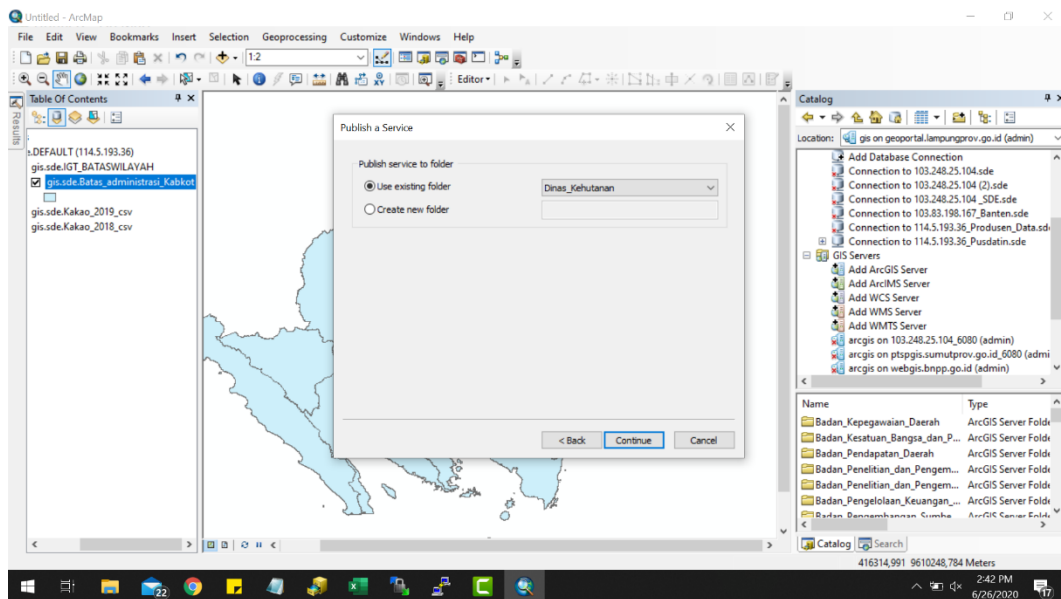 Untitled - ArcMap
File Edit View Bookmarks Insert Selection Geoprocessing Customize Windows Help
1:2
Editor
Table Of Contents
Results
.DEFAULT (114.5.193.36)
gis.sde.IGT_BATASWILAYAH
gis.sde.Batas_administrasi_Kabkot
gis.sde.Kakao_2019_csv
gis.sde.Kakao_2018_csv
Publish a Service
Publish service to folder
Use existing folder
Dinas_Kehutanan
Create new folder
< Back
Continue
Cancel
Catalog
Location: gis on geoportal.lampungprov.go.id (admin)
Add Database Connection
Connection to 103.248.25.104.sde
Connection to 103.248.25.104 (2).sde
Connection to 103.248.25.104 _SDE.sde
Connection to 103.83.198.167_Banten.sde
Connection to 114.5.193.36_Produsen_Data.sd
Connection to 114.5.193.36_Pusdatin.sde
GIS Servers
Add ArcGIS Server
Add ArcIMS Server
Add WCS Server
Add WMS Server
Add WMTS Server
arcgis on 103.248.25.104_6080 (admin)
arcgis on ptspgis.sumutprov.go.id_6080 (admi
arcgis on webgis.bnpp.go.id (admin)
Name Type
Badan_Kepegawaian_Daerah ArcGIS Server Folde
Badan_Kesatuan_Bangsa_dan_P... ArcGIS Server Folde
Badan_Pendapatan_Daerah ArcGIS Server Folde
Badan_Penelitian_dan_Pengem... ArcGIS Server Folde
Badan_Penelitian_dan_Pengem... ArcGIS Server Folde
Badan_Pengelolaan_Keuangan_... ArcGIS Server Folde
Badan_Pengembangan_Sumbe... ArcGIS Server Folde
Catalog Search
416314,991 9610248,784 Meters
22
2:42 PM
6/26/2020
17